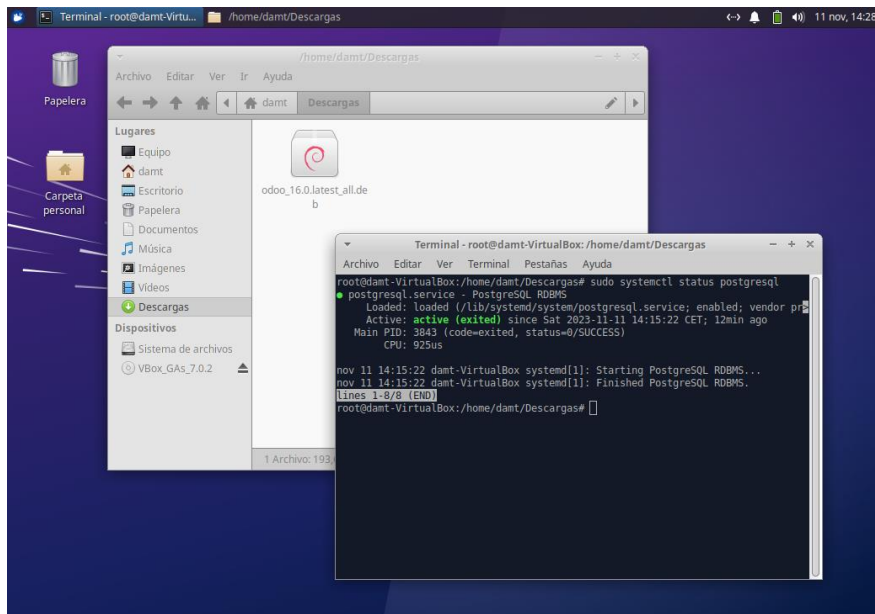 Terminal - root@damt-Virtu...
/home/damt/Descargas
11 nov, 14:28
Papelera
Carpeta
personal
/home/damt/Descargas
Archivo Editar Ver Ir Ayuda
damt Descargas
Lugares
Equipo
damt
Escritorio
Papelera
Documentos
Música
Imágenes
Vídeos
Descargas
Dispositivos
Sistema de archivos
VBox_GAs_7.0.2
odoo_16.0.latest_all.de
b
1 Archivo: 193,
Terminal - root@damt-VirtualBox: /home/damt/Descargas
Archivo Editar Ver Terminal Pestañas Ayuda
root@damt-VirtualBox:/home/damt/Descargas# sudo systemctl status postgresql
● postgresql.service - PostgreSQL RDBMS
Loaded: loaded (/lib/systemd/system/postgresql.service; enabled; vendor pr>
Active: active (exited) since Sat 2023-11-11 14:15:22 CET; 12min ago
Main PID: 3843 (code=exited, status=0/SUCCESS)
CPU: 925us
nov 11 14:15:22 damt-VirtualBox systemd[1]: Starting PostgreSQL RDBMS...
nov 11 14:15:22 damt-VirtualBox systemd[1]: Finished PostgreSQL RDBMS.
lines 1-8/8 (END)
root@damt-VirtualBox:/home/damt/Descargas#